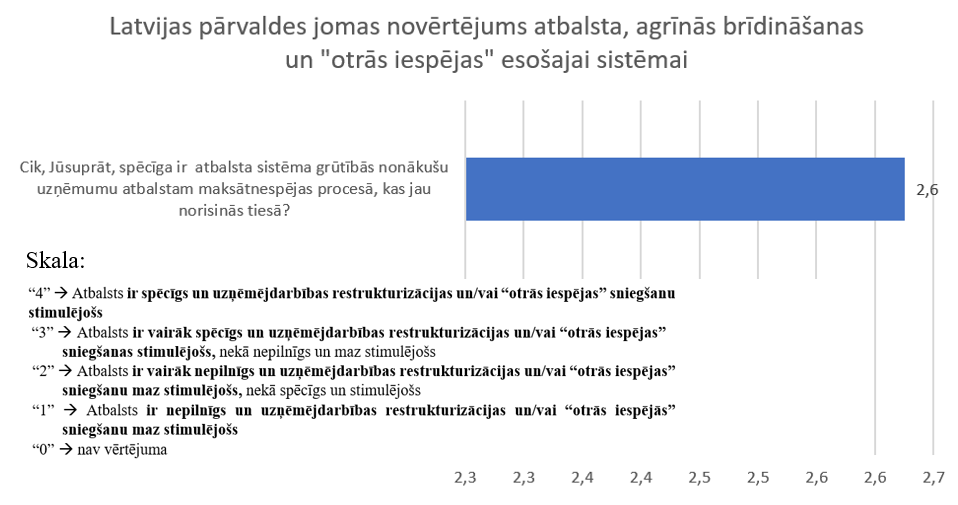 Latvijas pārvaldes jomas novērtējums atbalsta, agrīnās brīdināšanas
un "otrās iespējas" esošajai sistēmai
Cik, Jūsuprāt, spēcīga ir atbalsta sistēma grūtībās nonākušu
uzņēmumu atbalstam maksātnespējas procesā, kas jau
norisinās tiesā?
2,6
Skala:
“4” → Atbalsts ir spēcīgs un uzņēmējdarbības restrukturizācijas un/vai “otrās iespējas” sniegšanu
stimulējošs
“3” → Atbalsts ir vairāk spēcīgs un uzņēmējdarbības restrukturizācijas un/vai “otrās iespējas”
sniegšanas stimulējošs, nekā nepilnīgs un maz stimulējošs
“2” → Atbalsts ir vairāk nepilnīgs un uzņēmējdarbības restrukturizācijas un/vai “otrās iespējas”
sniegšanu maz stimulējošs, nekā spēcīgs un stimulējošs
“1” → Atbalsts ir nepilnīgs un uzņēmējdarbības restrukturizācijas un/vai “otrās iespējās”
sniegšanu maz stimulējošs
“0” → nav vērtējuma
2,3 2,3 2,4 2,4 2,5 2,5 2,6 2,6 2,7